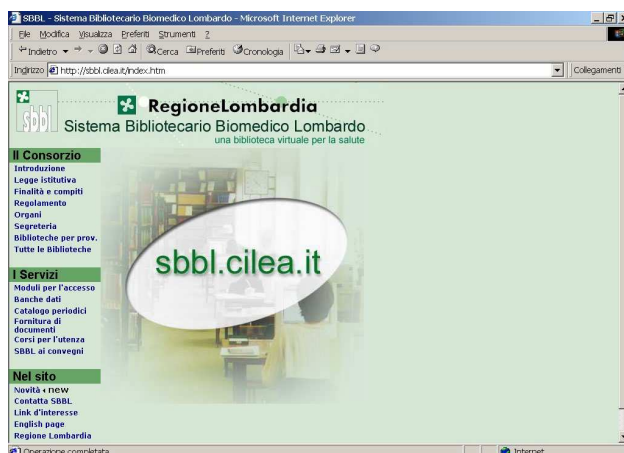 SBBL - Sistema Bibliotecario Biomedico Lombardo - Microsoft Internet Explorer
File Modifica Visualizza Preferiti Strumenti ?
Indietro Cerca Preferiti Cronologia
Indirizzo http://sbbl.cilea.it/index.htm Collegamenti
sbbl
RegioneLombardia
Sistema Bibliotecario Biomedico Lombardo
una biblioteca virtuale per la salute
Il Consorzio
Introduzione
Legge istitutiva
Finalità e compiti
Regolamento
Organi
Segreteria
Biblioteche per prov.
Tutte le Biblioteche
sbbl.cilea.it
I Servizi
Moduli per l'accesso
Banche dati
Catalogo periodici
Fornitura di
documenti
Corsi per l'utenza
SBBL ai convegni
Nel sito
Novità new
Contatta SBBL
Link d'interesse
English page
Regione Lombardia
Operazione completata Internet